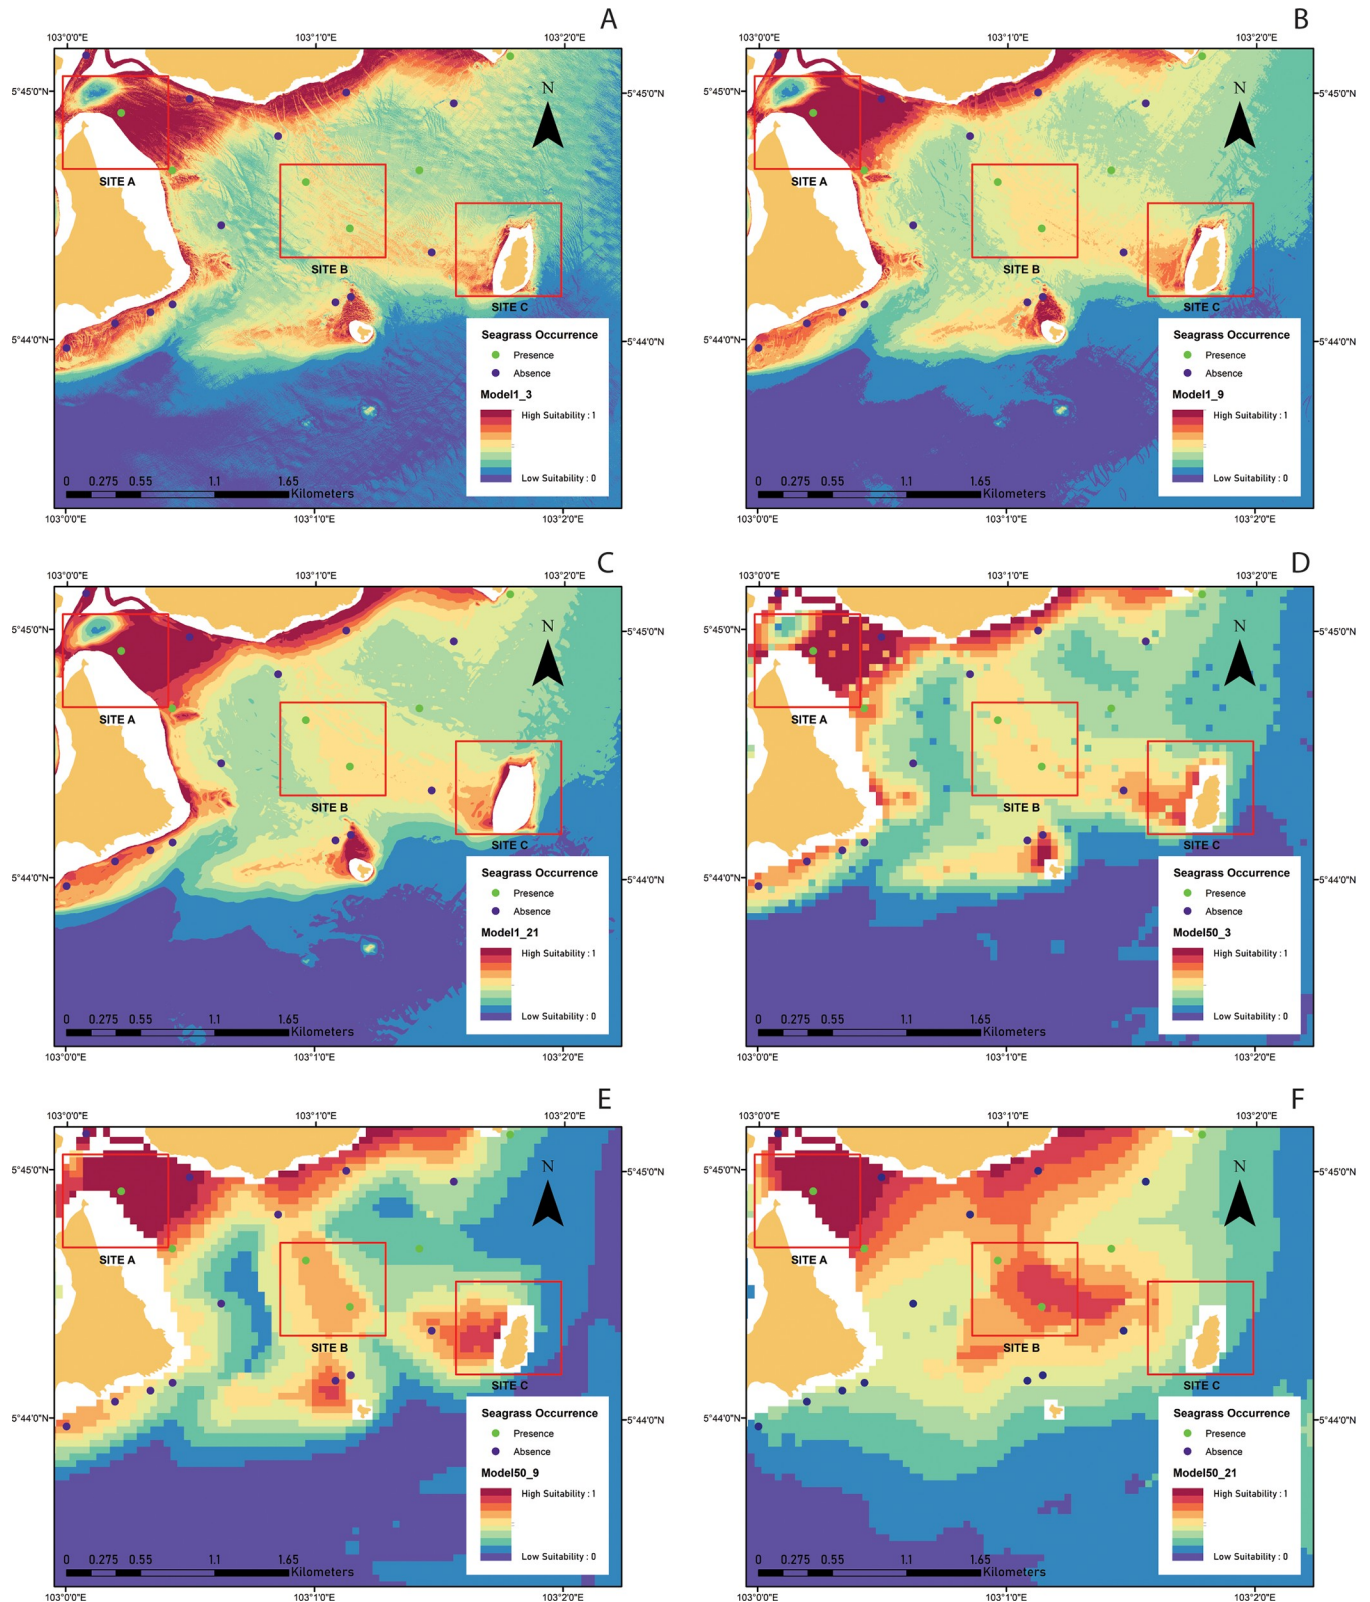 A
103°0'0"E 103°1'0"E 103°2'0"E
5°45'0"N 5°45'0"N
N
SITE A
SITE B
SITE C
5°44'0"N 5°44'0"N
Seagrass Occurrence
Presence
Absence
Model1_3
High Suitability : 1
Low Suitability : 0
0 0.275 0.55 1.1 1.65
Kilometers
103°0'0"E 103°1'0"E 103°2'0"E
B
103°0'0"E 103°1'0"E 103°2'0"E
5°45'0"N 5°45'0"N
N
SITE A
SITE B
SITE C
5°44'0"N 5°44'0"N
Seagrass Occurrence
Presence
Absence
Model1_9
High Suitability : 1
Low Suitability : 0
0 0.275 0.55 1.1 1.65
Kilometers
103°0'0"E 103°1'0"E 103°2'0"E
C
103°0'0"E 103°1'0"E 103°2'0"E
5°45'0"N 5°45'0"N
N
SITE A
SITE B
SITE C
5°44'0"N 5°44'0"N
Seagrass Occurrence
Presence
Absence
Model1_21
High Suitability : 1
Low Suitability : 0
0 0.275 0.55 1.1 1.65
Kilometers
103°0'0"E 103°1'0"E 103°2'0"E
D
103°0'0"E 103°1'0"E 103°2'0"E
5°45'0"N 5°45'0"N
N
SITE A
SITE B
SITE C
5°44'0"N 5°44'0"N
Seagrass Occurrence
Presence
Absence
Model50_3
High Suitability : 1
Low Suitability : 0
0 0.275 0.55 1.1 1.65
Kilometers
103°0'0"E 103°1'0"E 103°2'0"E
E
103°0'0"E 103°1'0"E 103°2'0"E
5°45'0"N 5°45'0"N
N
SITE A
SITE B
SITE C
5°44'0"N 5°44'0"N
Seagrass Occurrence
Presence
Absence
Model50_9
High Suitability : 1
Low Suitability : 0
0 0.275 0.55 1.1 1.65
Kilometers
103°0'0"E 103°1'0"E 103°2'0"E
F
103°0'0"E 103°1'0"E 103°2'0"E
5°45'0"N 5°45'0"N
N
SITE A
SITE B
SITE C
5°44'0"N 5°44'0"N
Seagrass Occurrence
Presence
Absence
Model50_21
High Suitability : 1
Low Suitability : 0
0 0.275 0.55 1.1 1.65
Kilometers
103°0'0"E 103°1'0"E 103°2'0"E